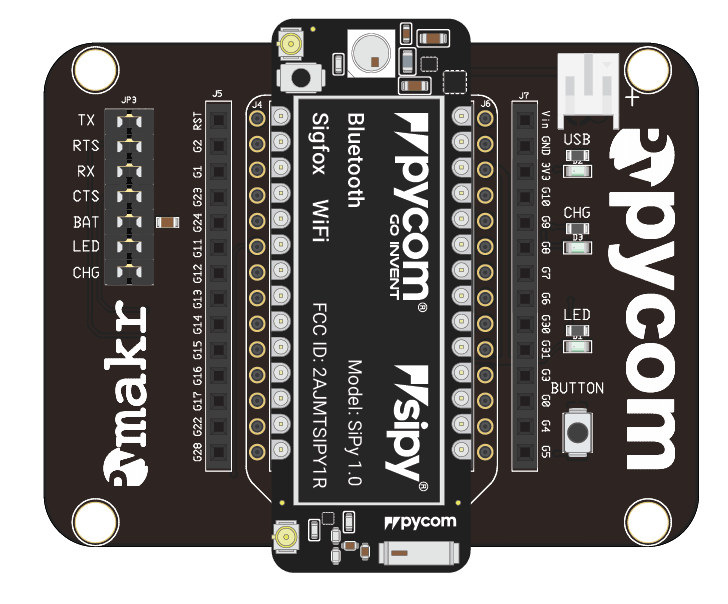 JP3
TX
RTS
RX
CTS
BAT
LED
CHG
Pymakr
J5
RST
G2
G1
G23
G24
G11
G12
G13
G14
G15
G16
G17
G22
G28
J4
pycom®
GO INVENT
Bluetooth
Sigfox WiFi
sipy®
Model: SiPy 1.0
FCC ID: 2AJMTSIPY1R
pycom
J6
J7
Vin
GND
3V3
G10
G9
G8
G7
G6
G30
G31
G3
G0
G4
G5
+
USB
D2
CHG
D3
LED
D1
BUTTON
pycom